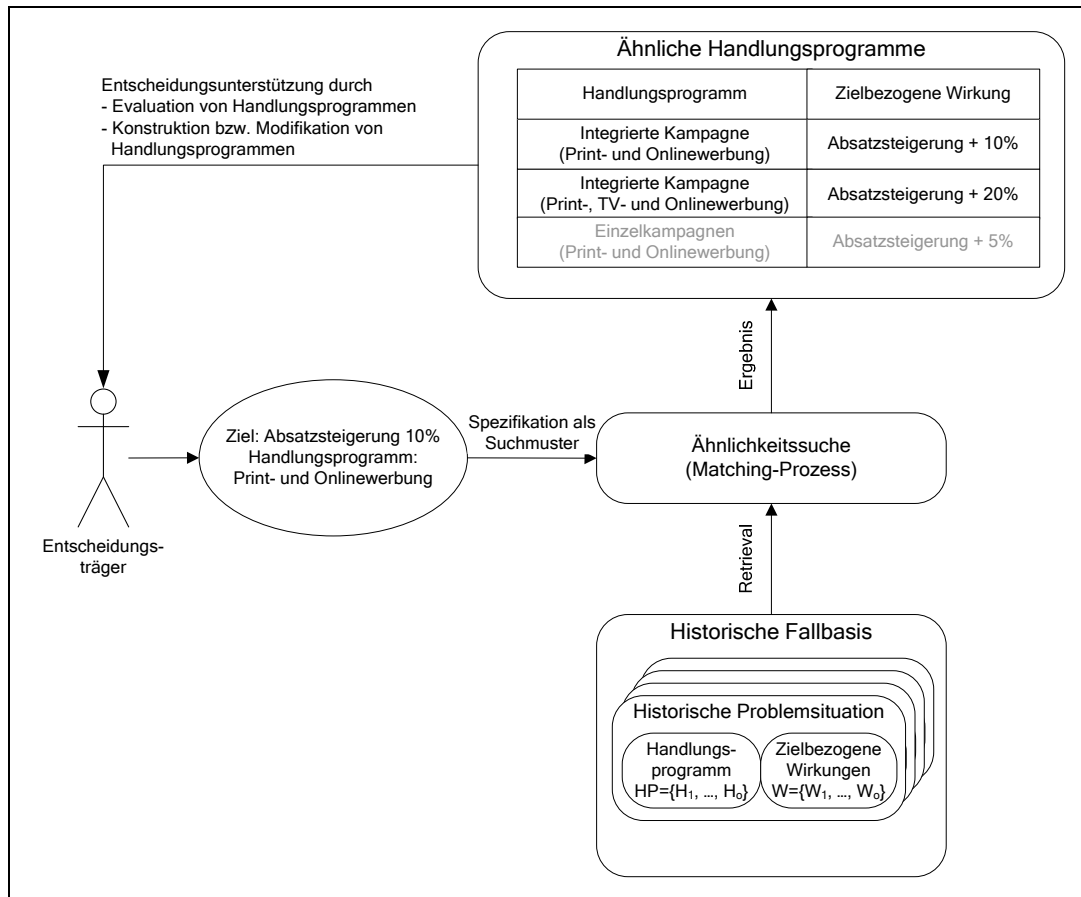 Ähnliche Handlungsprogramme
Handlungsprogramm
Zielbezogene Wirkung
Integrierte Kampagne
(Print- und Onlinewerbung)
Absatzsteigerung + 10%
Integrierte Kampagne
(Print-, TV- und Onlinewerbung)
Absatzsteigerung + 20%
Einzelkampagnen
(Print- und Onlinewerbung)
Absatzsteigerung + 5%
Entscheidungsunterstützung durch
- Evaluation von Handlungsprogrammen
- Konstruktion bzw. Modifikation von
Handlungsprogrammen
Ergebnis
Entscheidungs-
träger
Ziel: Absatzsteigerung 10%
Handlungsprogramm:
Print- und Onlinewerbung
Spezifikation als
Suchmuster
Ähnlichkeitssuche
(Matching-Prozess)
Retrieval
Historische Fallbasis
Historische Problemsituation
Handlungs-
programm
HP={H₁, ..., Hₒ}
Zielbezogene
Wirkungen
W={W₁, ..., Wₒ}